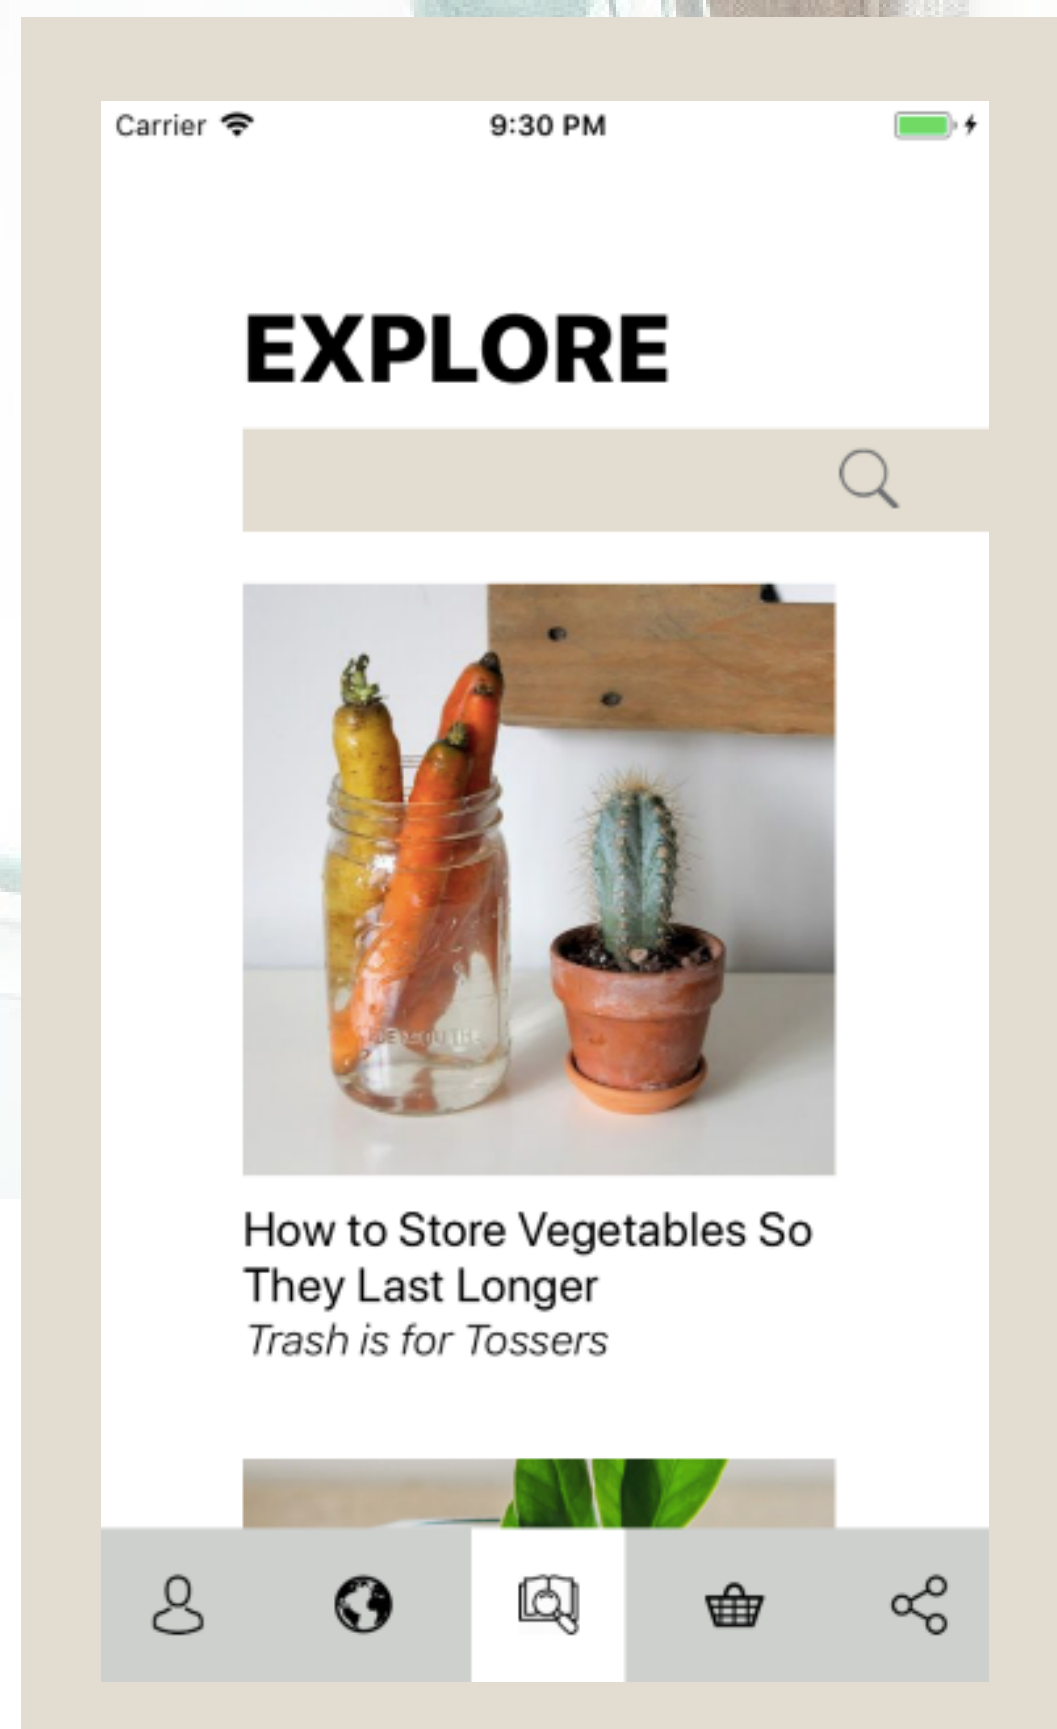 Carrier
9:30 PM
EXPLORE
How to Store Vegetables So
They Last Longer
Trash is for Tossers